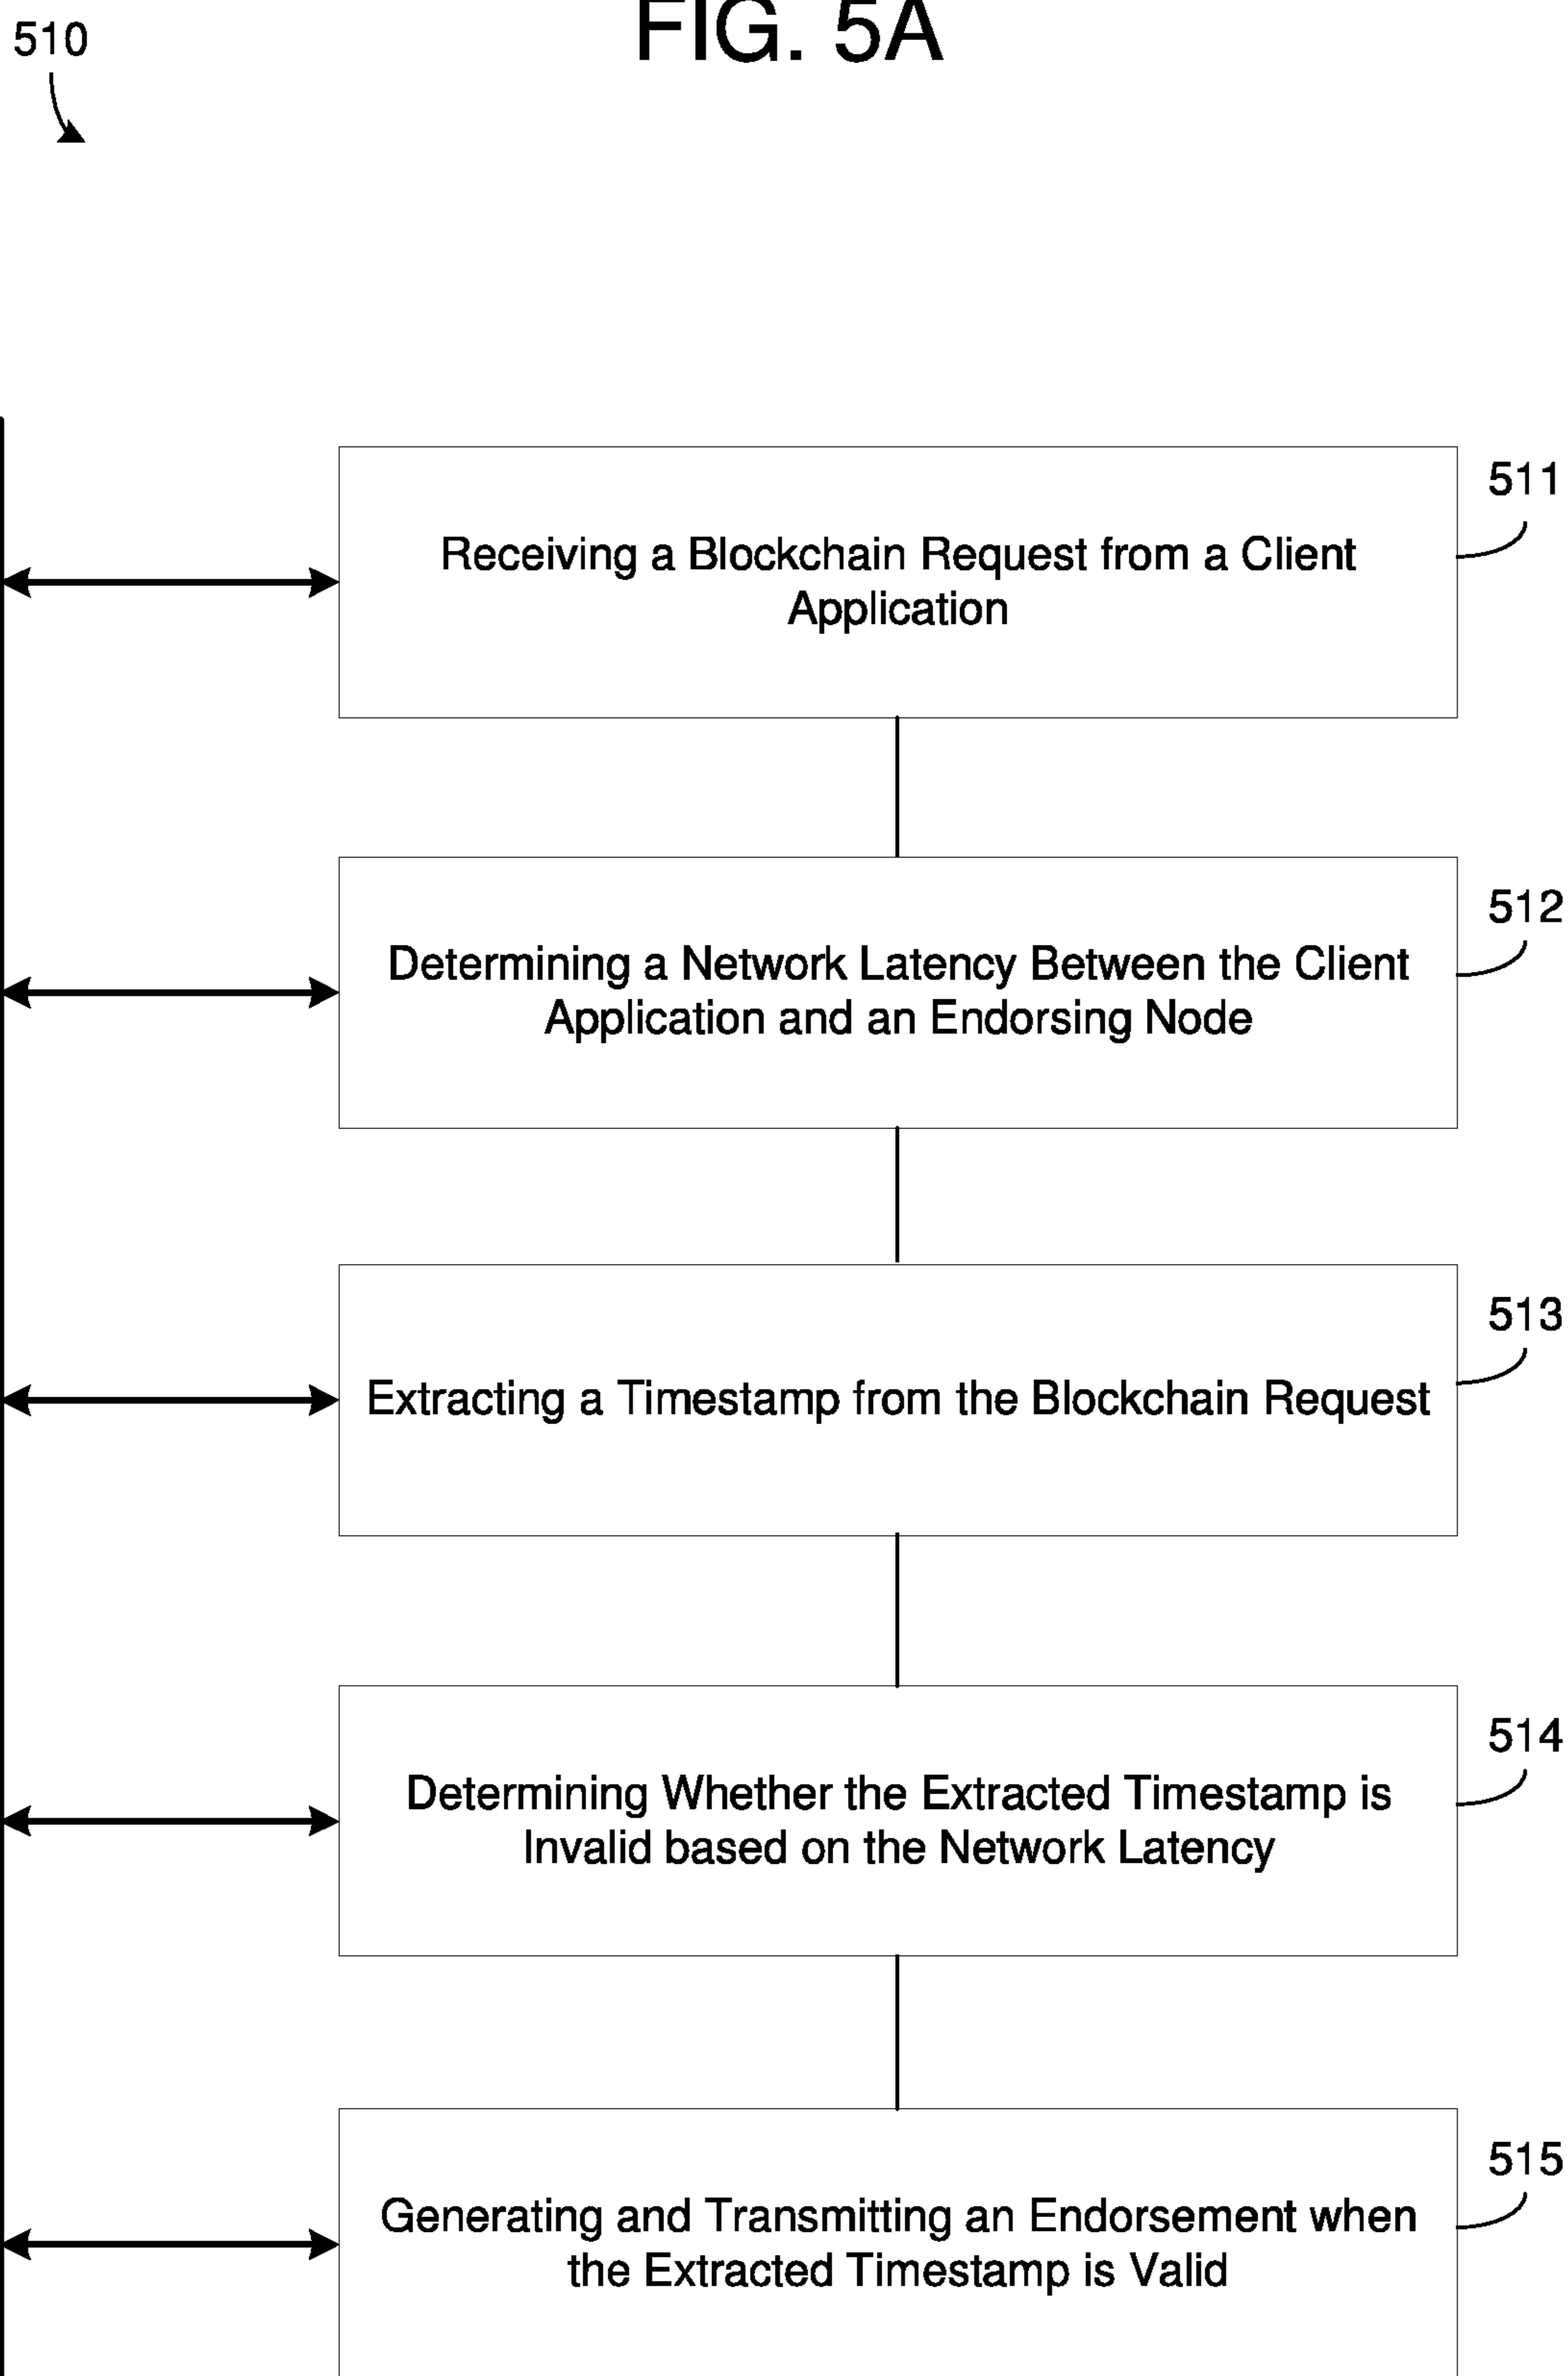 FIG. 5A
510
511
Receiving a Blockchain Request from a Client
Application
512
Determining a Network Latency Between the Client
Application and an Endorsing Node
513
Extracting a Timestamp from the Blockchain Request
514
Determining Whether the Extracted Timestamp is
Invalid based on the Network Latency
515
Generating and Transmitting an Endorsement when
the Extracted Timestamp is Valid